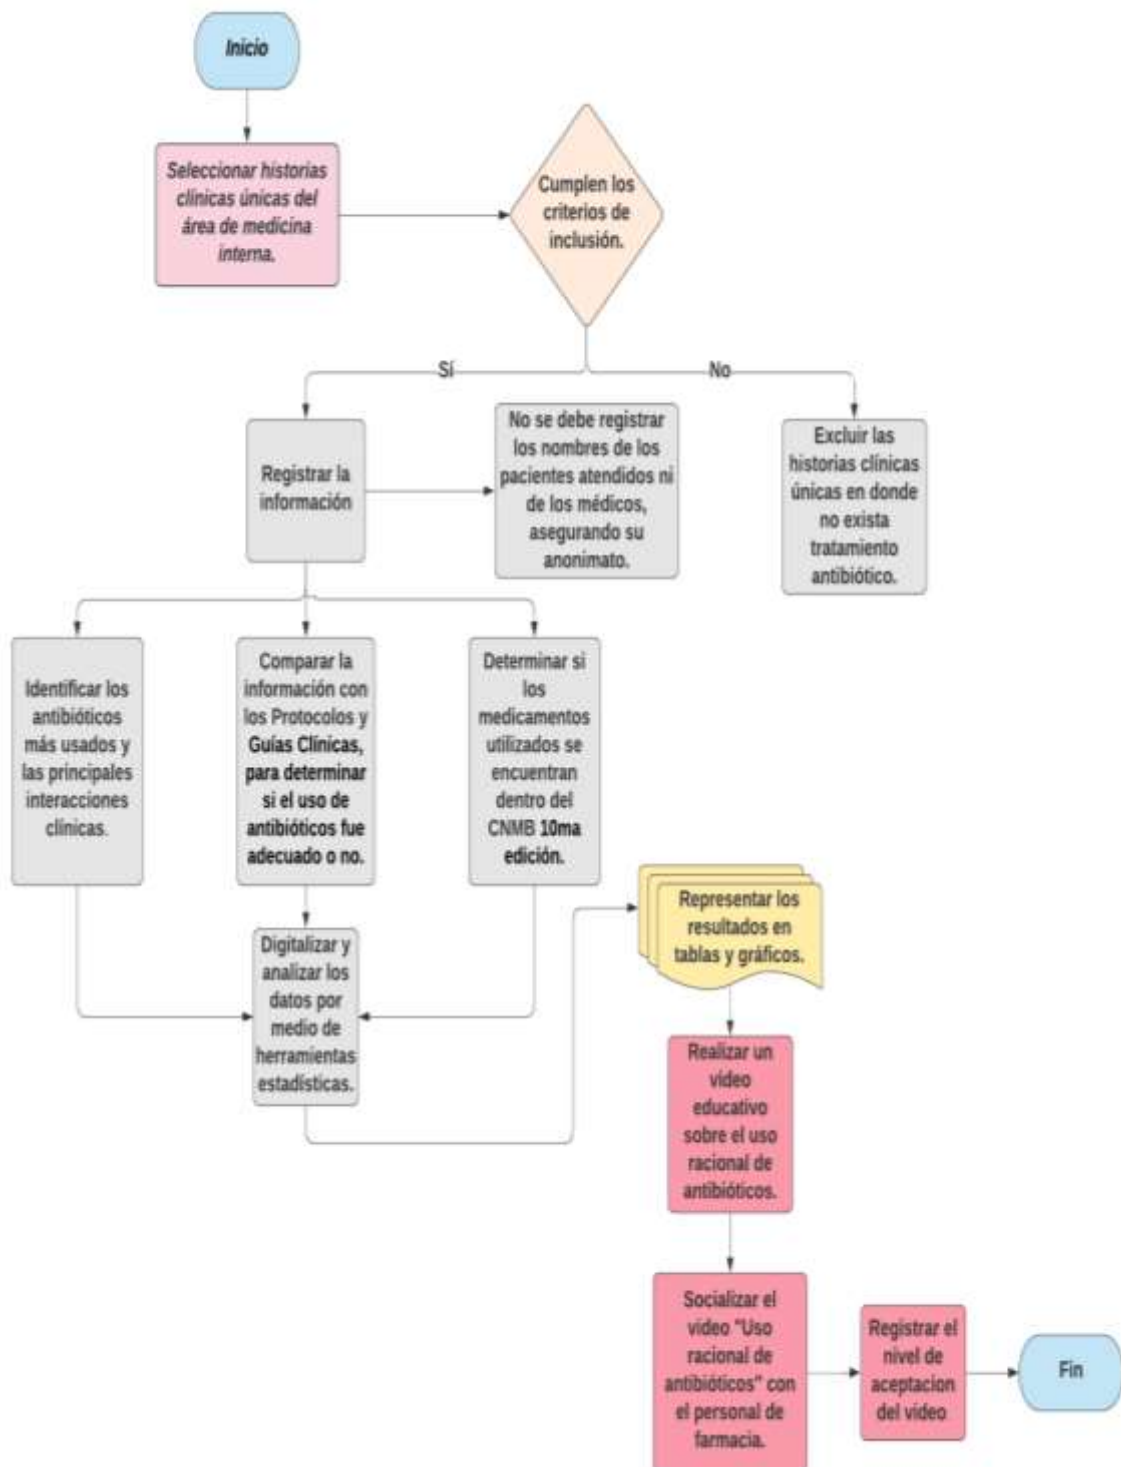 Inicio
Seleccionar historias
clínicas únicas del
área de medicina
interna.
Cumplen los
criterios de
inclusión.
Sí
No
Registrar la
información
No se debe registrar
los nombres de los
pacientes atendidos ni
de los médicos,
asegurando su
anonimato.
Excluir las
historias clínicas
únicas en donde
no exista
tratamiento
antibiótico.
Identificar los
antibióticos
más usados y
las principales
interacciones
clínicas.
Comparar la
información con
los Protocolos y
Guías Clínicas,
para determinar
si el uso de
antibióticos fue
adecuado o no.
Determinar si
los
medicamentos
utilizados se
encuentran
dentro del
CNMB 10ma
edición.
Digitalizar y
analizar los
datos por
medio de
herramientas
estadísticas.
Representar los
resultados en
tablas y gráficos.
Realizar un
video
educativo
sobre el uso
racional de
antibióticos.
Socializar el
video "Uso
racional de
antibióticos" con
el personal de
farmacia.
Registrar el
nivel de
aceptacion
del video
Fin